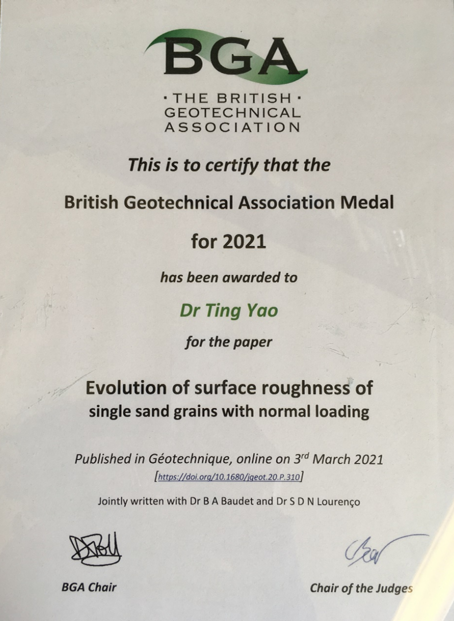 BGA
· THE BRITISH ·
GEOTECHNICAL
ASSOCIATION
This is to certify that the
British Geotechnical Association Medal
for 2021
has been awarded to
Dr Ting Yao
for the paper
Evolution of surface roughness of
single sand grains with normal loading
Published in Géotechnique, online on 3rd March 2021
[https://doi.org/10.1680/jgeot.20.P.310]
Jointly written with Dr B A Baudet and Dr S D N Lourenço
BGA Chair
Chair of the Judges